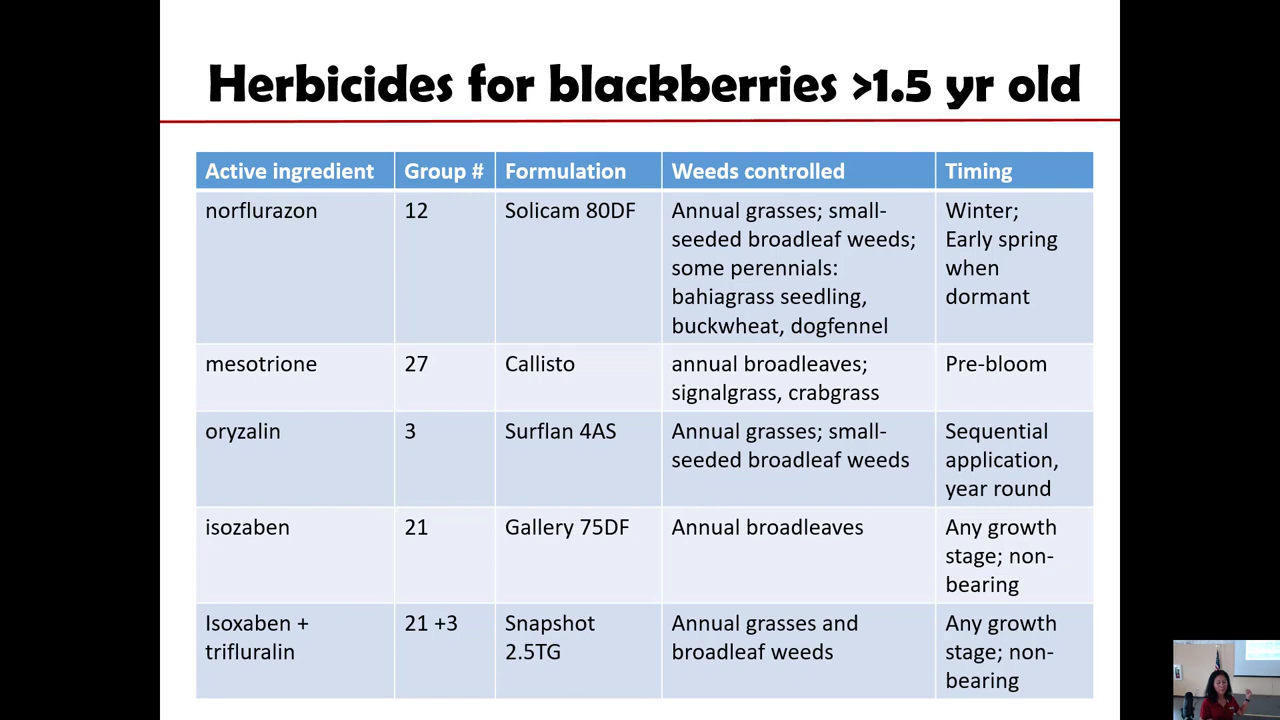 Herbicides for blackberries >1.5 yr old
Active ingredient Group # Formulation Weeds controlled Timing
norflurazon 12 Solicam 80DF Annual grasses; small- Winter;
seeded broadleaf weeds; Early spring
some perennials: when
bahiagrass seedling, dormant
buckwheat, dogfennel
mesotrione 27 Callisto annual broadleaves; Pre-bloom
signalgrass, crabgrass
oryzalin 3 Surflan 4AS Annual grasses; small- Sequential
seeded broadleaf weeds application,
year round
isozaben 21 Gallery 75DF Annual broadleaves Any growth
stage; non-
bearing
Isoxaben + 21 +3 Snapshot Annual grasses and Any growth
trifluralin 2.5TG broadleaf weeds stage; non-
bearing